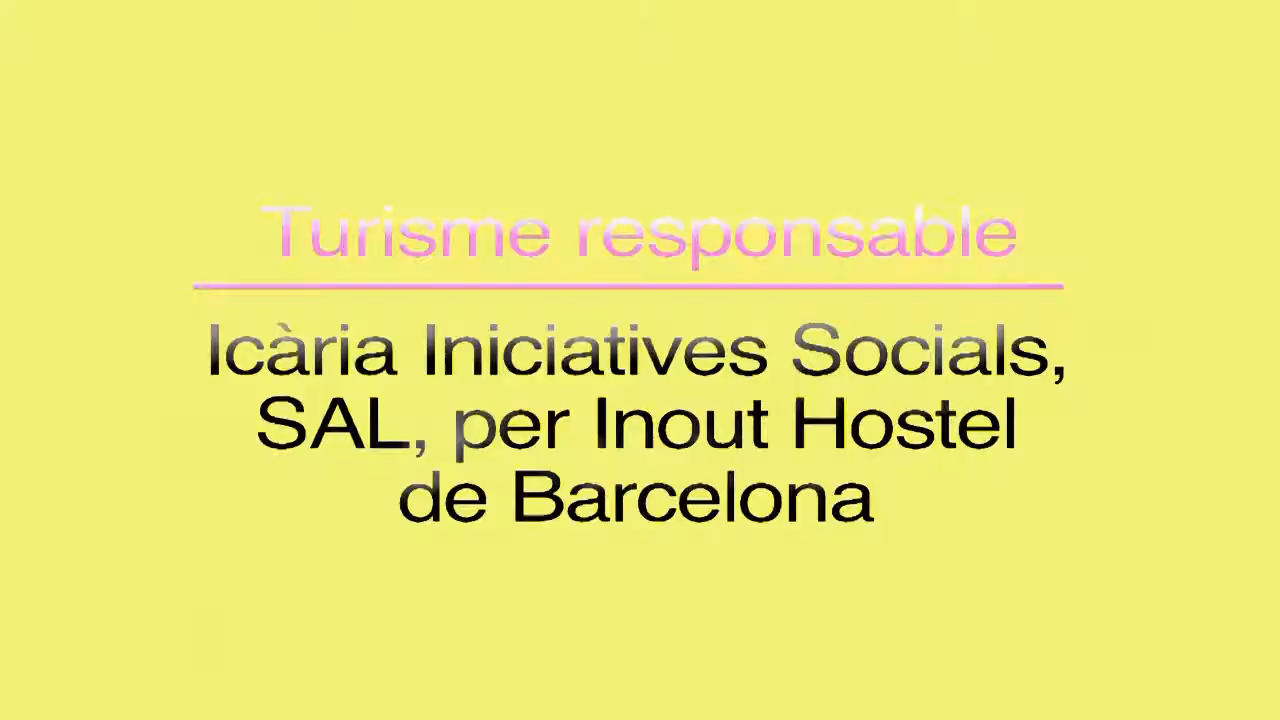 Turisme responsable
Icària Iniciatives Socials,
SAL, per Inout Hostel
de Barcelona